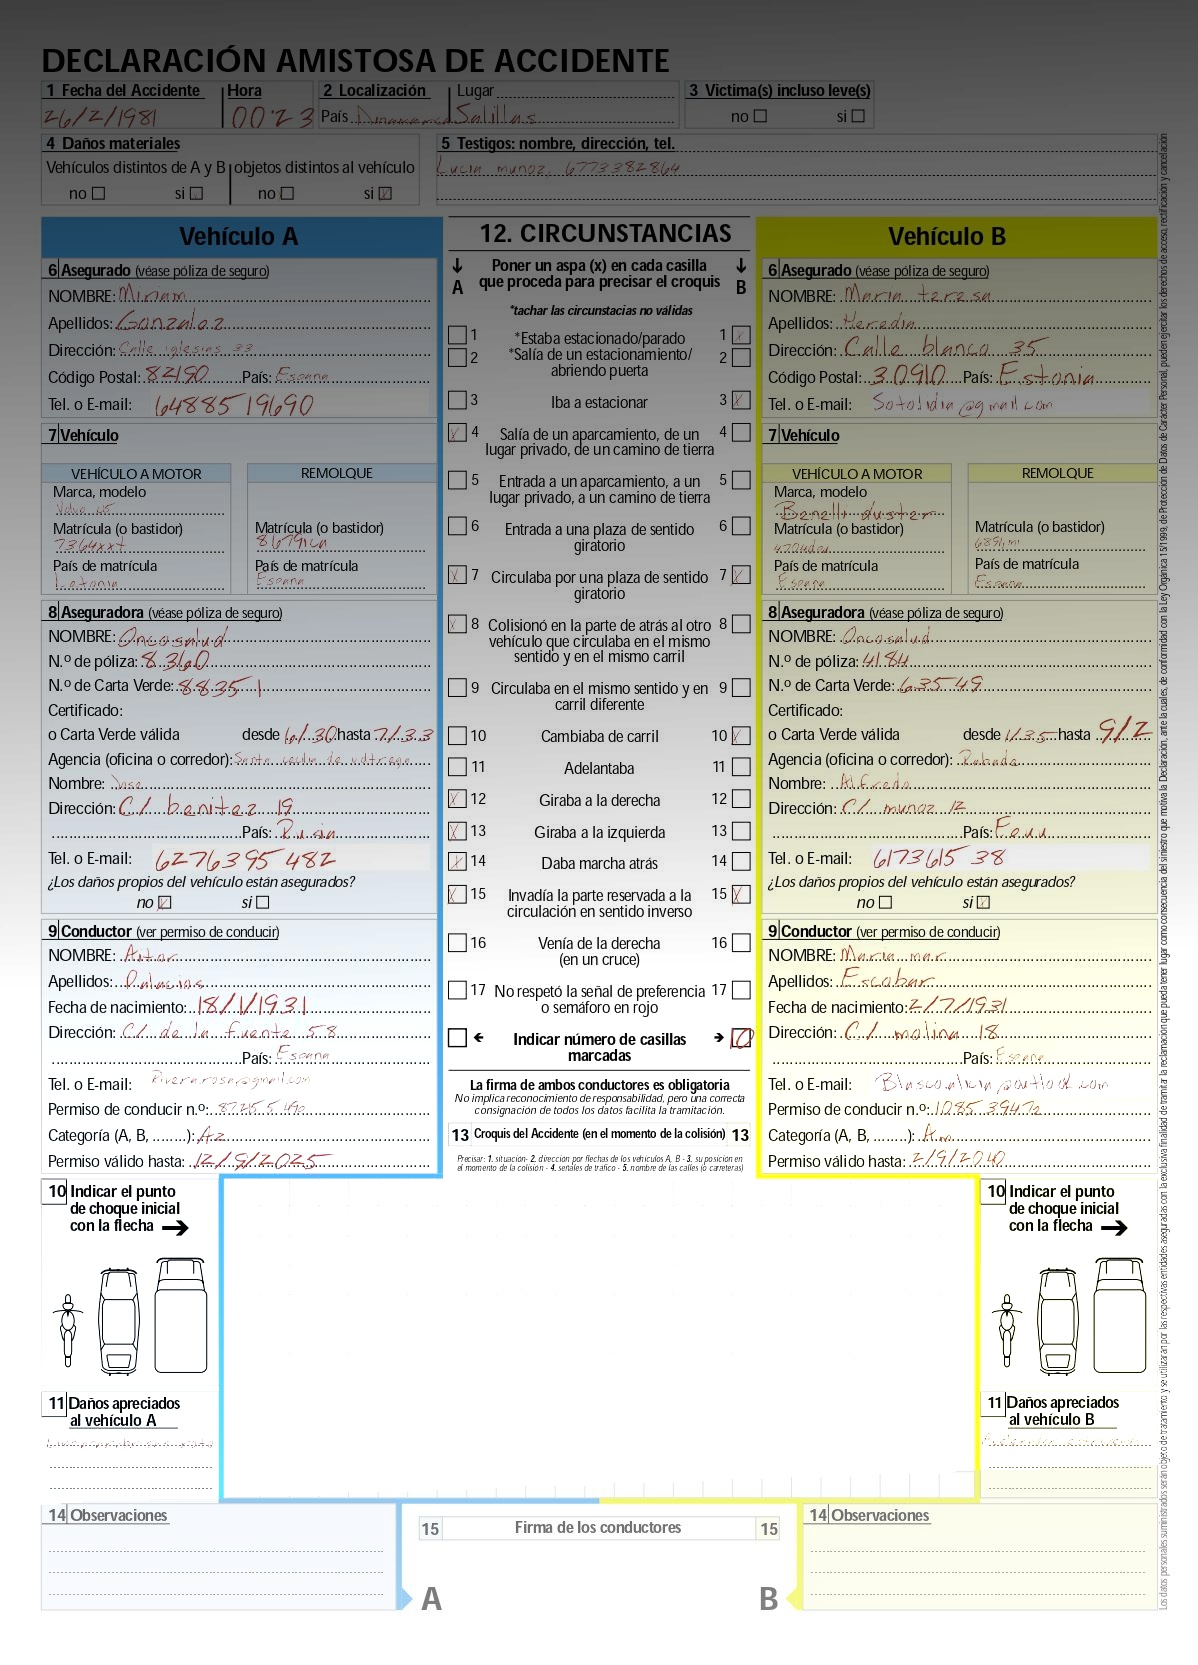 DECLARACIÓN AMISTOSA DE ACCIDENTE
1 Fecha del Accidente Hora 2 Localización Lugar 3 Victima(s) incluso leve(s)
26/2/1981 00:23 País Dinamarca Salillas no si
4 Daños materiales 5 Testigos: nombre, dirección, tel.
Vehículos distintos de A y B objetos distintos al vehículo Lucia munoz, 6773382864
no si no si
Vehículo A
6 Asegurado (véase póliza de seguro)
NOMBRE: Miriam
Apellidos: Gonzalez
Dirección: Calle iglesias 33
Código Postal: 82190 País: Espana
Tel. o E-mail: 6488519690
7 Vehículo
VEHÍCULO A MOTOR REMOLQUE
Marca, modelo
Matrícula (o bastidor) Matrícula (o bastidor)
7364xxt
País de matrícula País de matrícula
Letonia Espana
8 Aseguradora (véase póliza de seguro)
NOMBRE: Oncosalud
N.º de póliza: 8360
N.º de Carta Verde: 88351
Certificado:
o Carta Verde válida desde 6/30 hasta 7/33
Agencia (oficina o corredor): Santa
Nombre: Jose
Dirección: C/ benitez 19
País: Rusia
Tel. o E-mail: 6276395482
¿Los daños propios del vehículo están asegurados?
no si
9 Conductor (ver permiso de conducir)
NOMBRE: Aitor
Apellidos: Palacios
Fecha de nacimiento: 18/1/1931
Dirección: C/ de la fuente 58
País: Espana
Tel. o E-mail: Riverarosa@gmail.com
Permiso de conducir n.º:
Categoría (A, B, ........): A2
Permiso válido hasta: 12/9/2025
10 Indicar el punto
de choque inicial
con la flecha
11 Daños apreciados
al vehículo A
14 Observaciones
12. CIRCUNSTANCIAS
A Poner un aspa (x) en cada casilla B
que proceda para precisar el croquis
*tachar las circunstacias no válidas
1 *Estaba estacionado/parado 1
2 *Salía de un estacionamiento/ 2
abriendo puerta
3 Iba a estacionar 3
4 Salía de un aparcamiento, de un 4
lugar privado, de un camino de tierra
5 Entrada a un aparcamiento, a un 5
lugar privado, a un camino de tierra
6 Entrada a una plaza de sentido 6
giratorio
7 Circulaba por una plaza de sentido 7
giratorio
8 Colisionó en la parte de atrás al otro 8
vehículo que circulaba en el mismo
sentido y en el mismo carril
9 Circulaba en el mismo sentido y en 9
carril diferente
10 Cambiaba de carril 10
11 Adelantaba 11
12 Giraba a la derecha 12
13 Giraba a la izquierda 13
14 Daba marcha atrás 14
15 Invadía la parte reservada a la 15
circulación en sentido inverso
16 Venía de la derecha 16
(en un cruce)
17 No respetó la señal de preferencia 17
o semáforo en rojo
Indicar número de casillas 10
marcadas
La firma de ambos conductores es obligatoria
No implica reconocimiento de responsabilidad, pero una correcta
consignación de todos los datos facilita la tramitación.
13 Croquis del Accidente (en el momento de la colisión) 13
Precisar: 1. situación- 2. dirección por flechas de los vehículos A, B - 3. su posición en
el momento de la colisión - 4. señales de trafico - 5. nombre de las calles (o carreteras)
15 Firma de los conductores 15
A B
Vehículo B
6 Asegurado (véase póliza de seguro)
NOMBRE: Maria teresa
Apellidos: Heredia
Dirección: Calle blanco 35
Código Postal: 30910 País: Estonia
Tel. o E-mail: Sotolidia@gmail.com
7 Vehículo
VEHÍCULO A MOTOR REMOLQUE
Marca, modelo
Benelli duster
Matrícula (o bastidor) Matrícula (o bastidor)
País de matrícula País de matrícula
Espana Espana
8 Aseguradora (véase póliza de seguro)
NOMBRE: Oncosalud
N.º de póliza: 4184
N.º de Carta Verde: 63549
Certificado:
o Carta Verde válida desde 1/35 hasta 9/2
Agencia (oficina o corredor): Rabade
Nombre: Alfredo
Dirección: C/ munoz 12
País:
Tel. o E-mail: 617361538
¿Los daños propios del vehículo están asegurados?
no si
9 Conductor (ver permiso de conducir)
NOMBRE: Maria mar
Apellidos: Escobar
Fecha de nacimiento: 2/7/1931
Dirección: C/ molina 18
País: Espana
Tel. o E-mail: Blascoalicia@outlook.com
Permiso de conducir n.º:
Categoría (A, B, ........): Am
Permiso válido hasta: 2/9/2040
10 Indicar el punto
de choque inicial
con la flecha
11 Daños apreciados
al vehículo B
14 Observaciones
Los datos personales suministrados serán objeto de tratamiento y se utilizaran por las respectivas entidades aseguradas con la exclusiva finalidad de tramitar la reclamación que pueda tener lugar como consecuencia del siniestro que motiva la Declaración, ante la cuales, de conformidad con la Ley Orgánica 15/1999, de Protección de Datos de Carácter Personal, pueden ejercitar los derechos de acceso, rectificación y cancelación